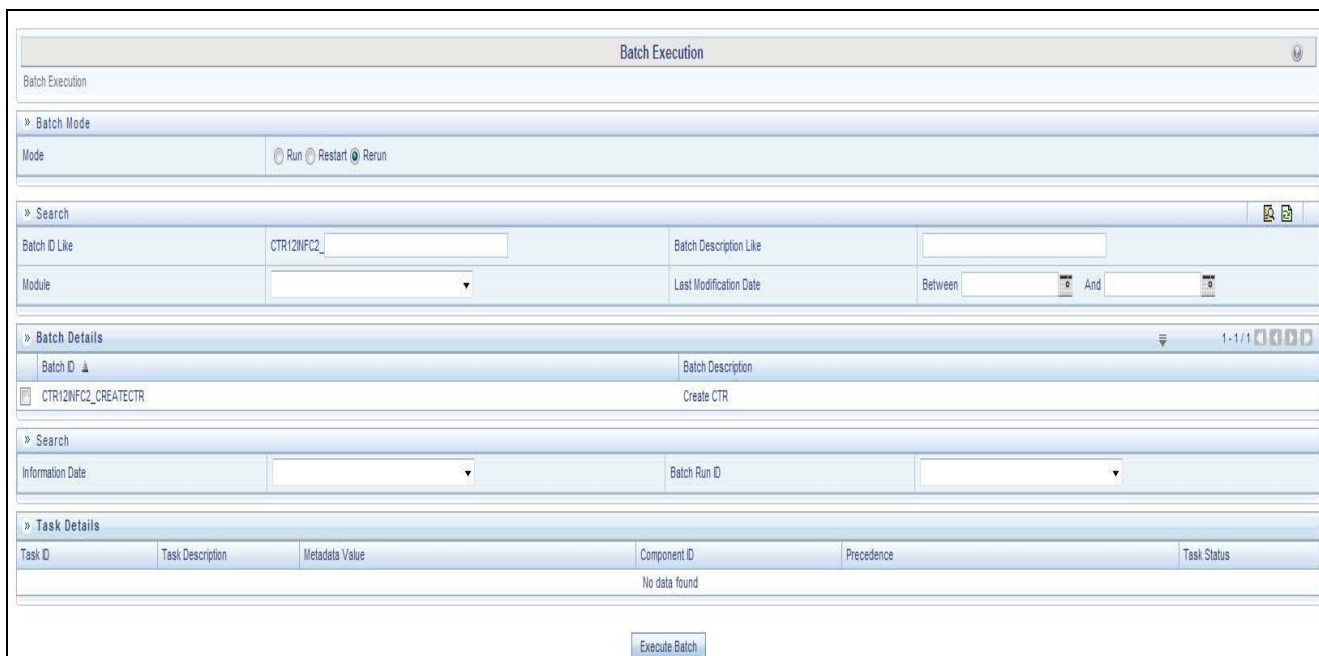 Batch Execution
Batch Execution
» Batch Mode
Mode Run Restart Rerun
» Search
Batch ID Like CTR12INFC2_ Batch Description Like
Module Last Modification Date Between And
» Batch Details 1-1/1
Batch ID Batch Description
CTR12INFC2_CREATECTR Create CTR
» Search
Information Date Batch Run ID
» Task Details
Task ID Task Description Metadata Value Component ID Precedence Task Status
No data found
Execute Batch